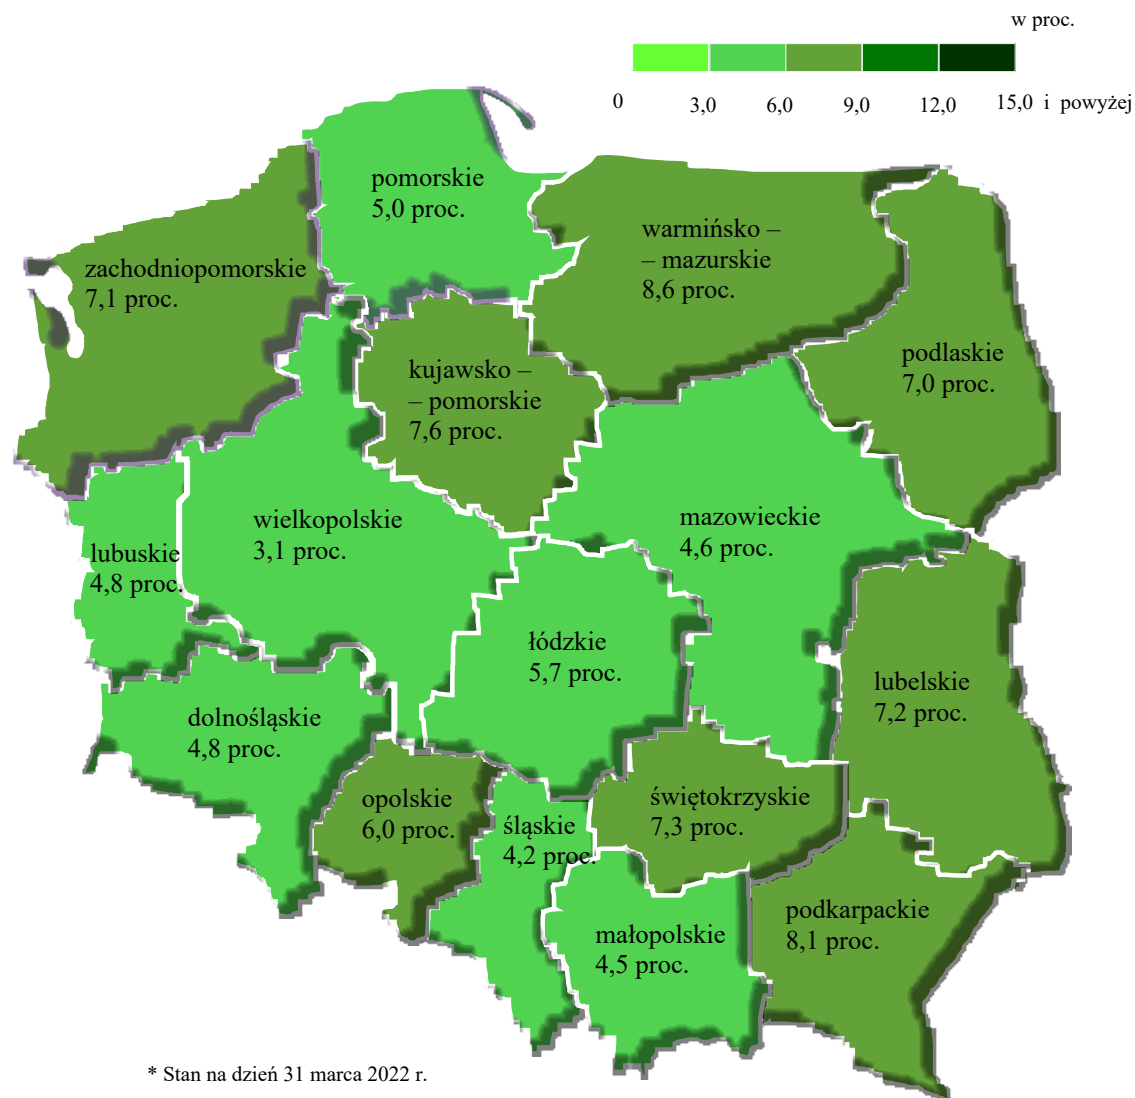 w proc.
0 3,0 6,0 9,0 12,0 15,0 i powyżej
pomorskie
5,0 proc.
warmińsko –
– mazurskie
8,6 proc.
zachodniopomorskie
7,1 proc.
podlaskie
7,0 proc.
kujawsko –
– pomorskie
7,6 proc.
wielkopolskie
3,1 proc.
mazowieckie
4,6 proc.
lubuskie
4,8 proc.
łódzkie
5,7 proc.
lubelskie
7,2 proc.
dolnośląskie
4,8 proc.
opolskie
6,0 proc.
śląskie
4,2 proc.
świętokrzyskie
7,3 proc.
małopolskie
4,5 proc.
podkarpackie
8,1 proc.
* Stan na dzień 31 marca 2022 r.